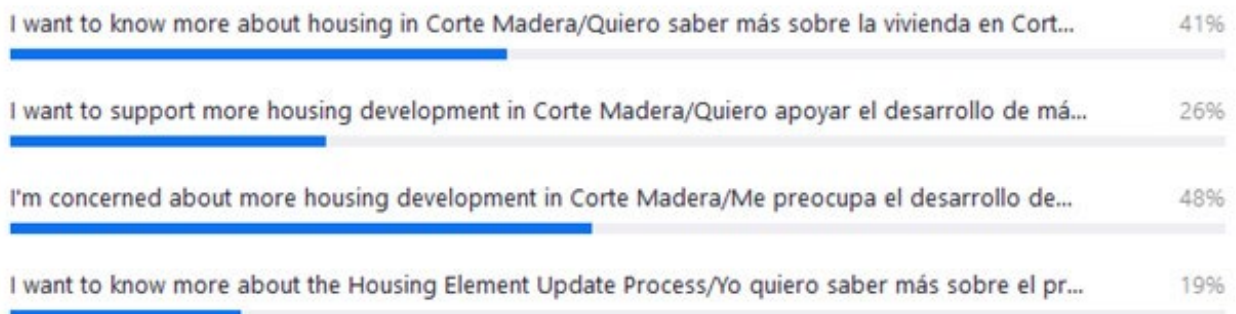 I want to know more about housing in Corte Madera/Quiero saber más sobre la vivienda en Cort... 41%
I want to support more housing development in Corte Madera/Quiero apoyar el desarrollo de má... 26%
I'm concerned about more housing development in Corte Madera/Me preocupa el desarrollo de... 48%
I want to know more about the Housing Element Update Process/Yo quiero saber más sobre el pr... 19%